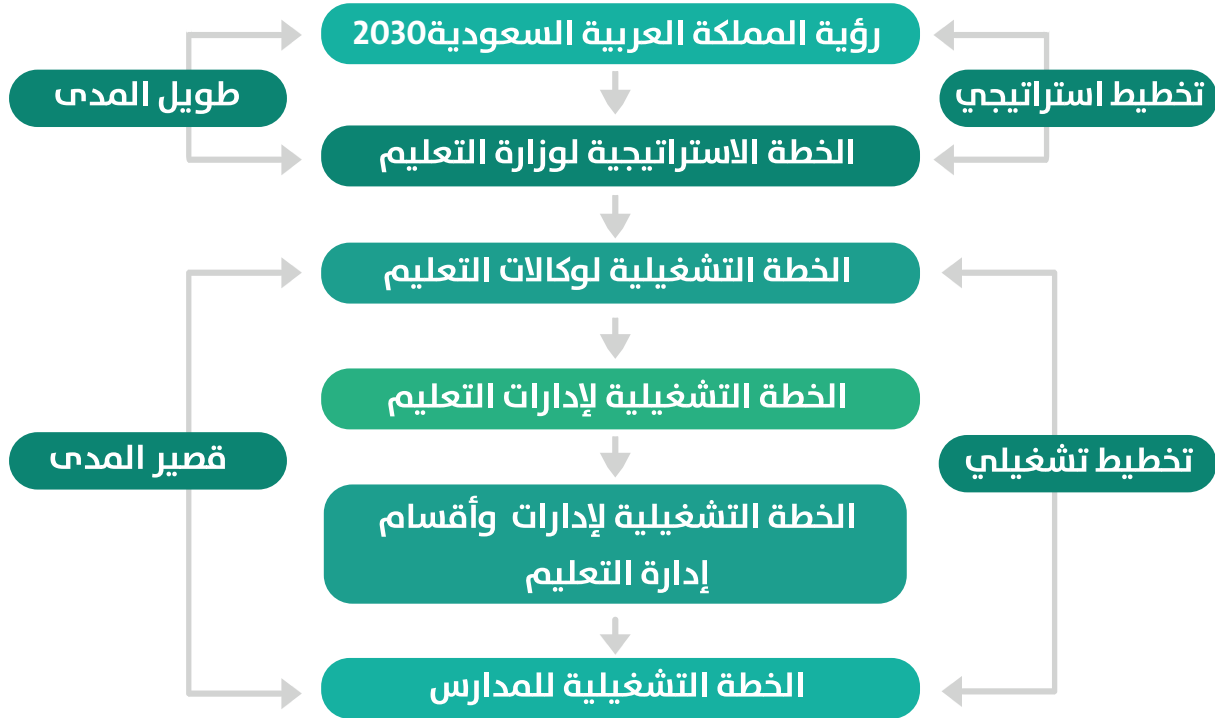 رؤية المملكة العربية السعودية2030
تخطيط استراتيجي
طويل المدى
الخطة الاستراتيجية لوزارة التعليم
الخطة التشغيلية لوكالات التعليم
الخطة التشغيلية لإدارات التعليم
تخطيط تشغيلي
قصير المدى
الخطة التشغيلية لإدارات وأقسام
إدارة التعليم
الخطة التشغيلية للمدارس